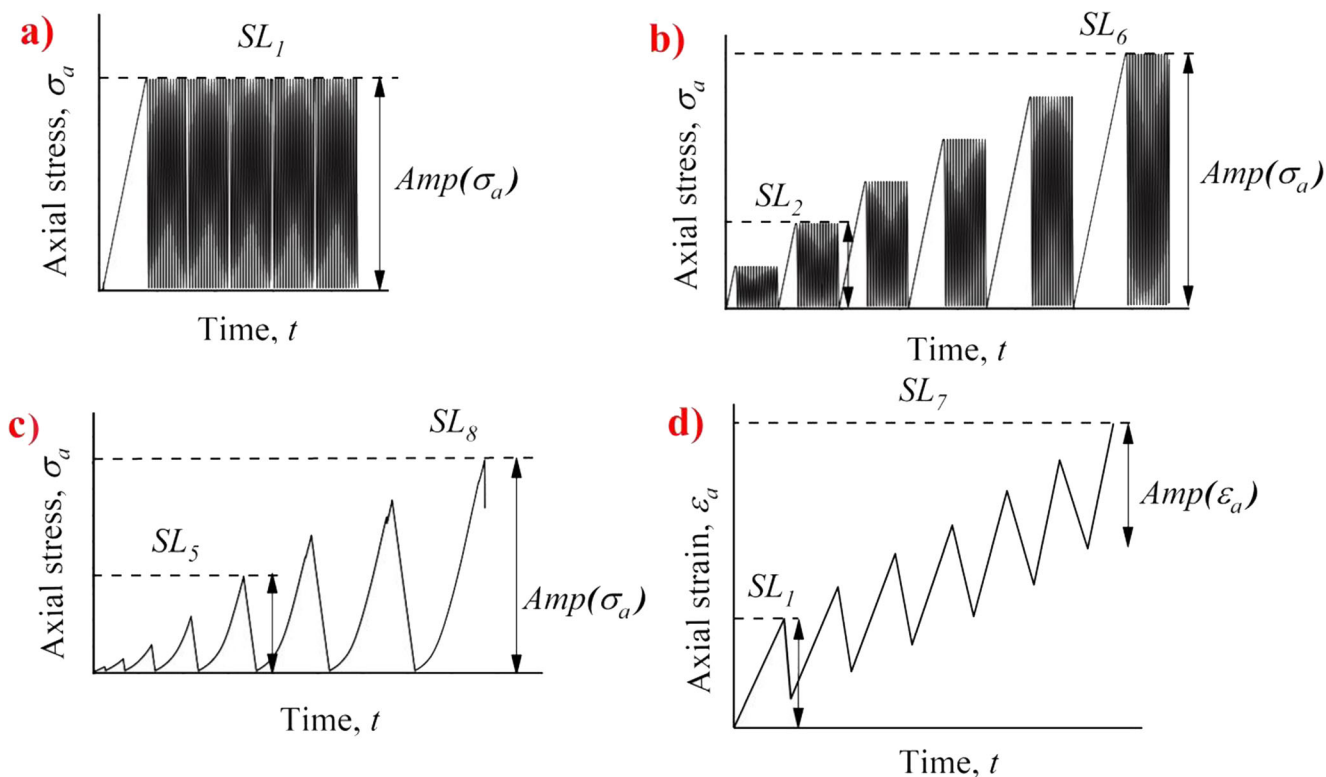 a)
SL1
Axial stress, σa
Amp(σa)
Time, t
b)
SL6
Axial stress, σa
SL2
Amp(σa)
Time, t
c)
SL8
Axial stress, σa
SL5
Amp(σa)
Time, t
d)
SL7
Axial strain, εa
SL1
Amp(εa)
Time, t